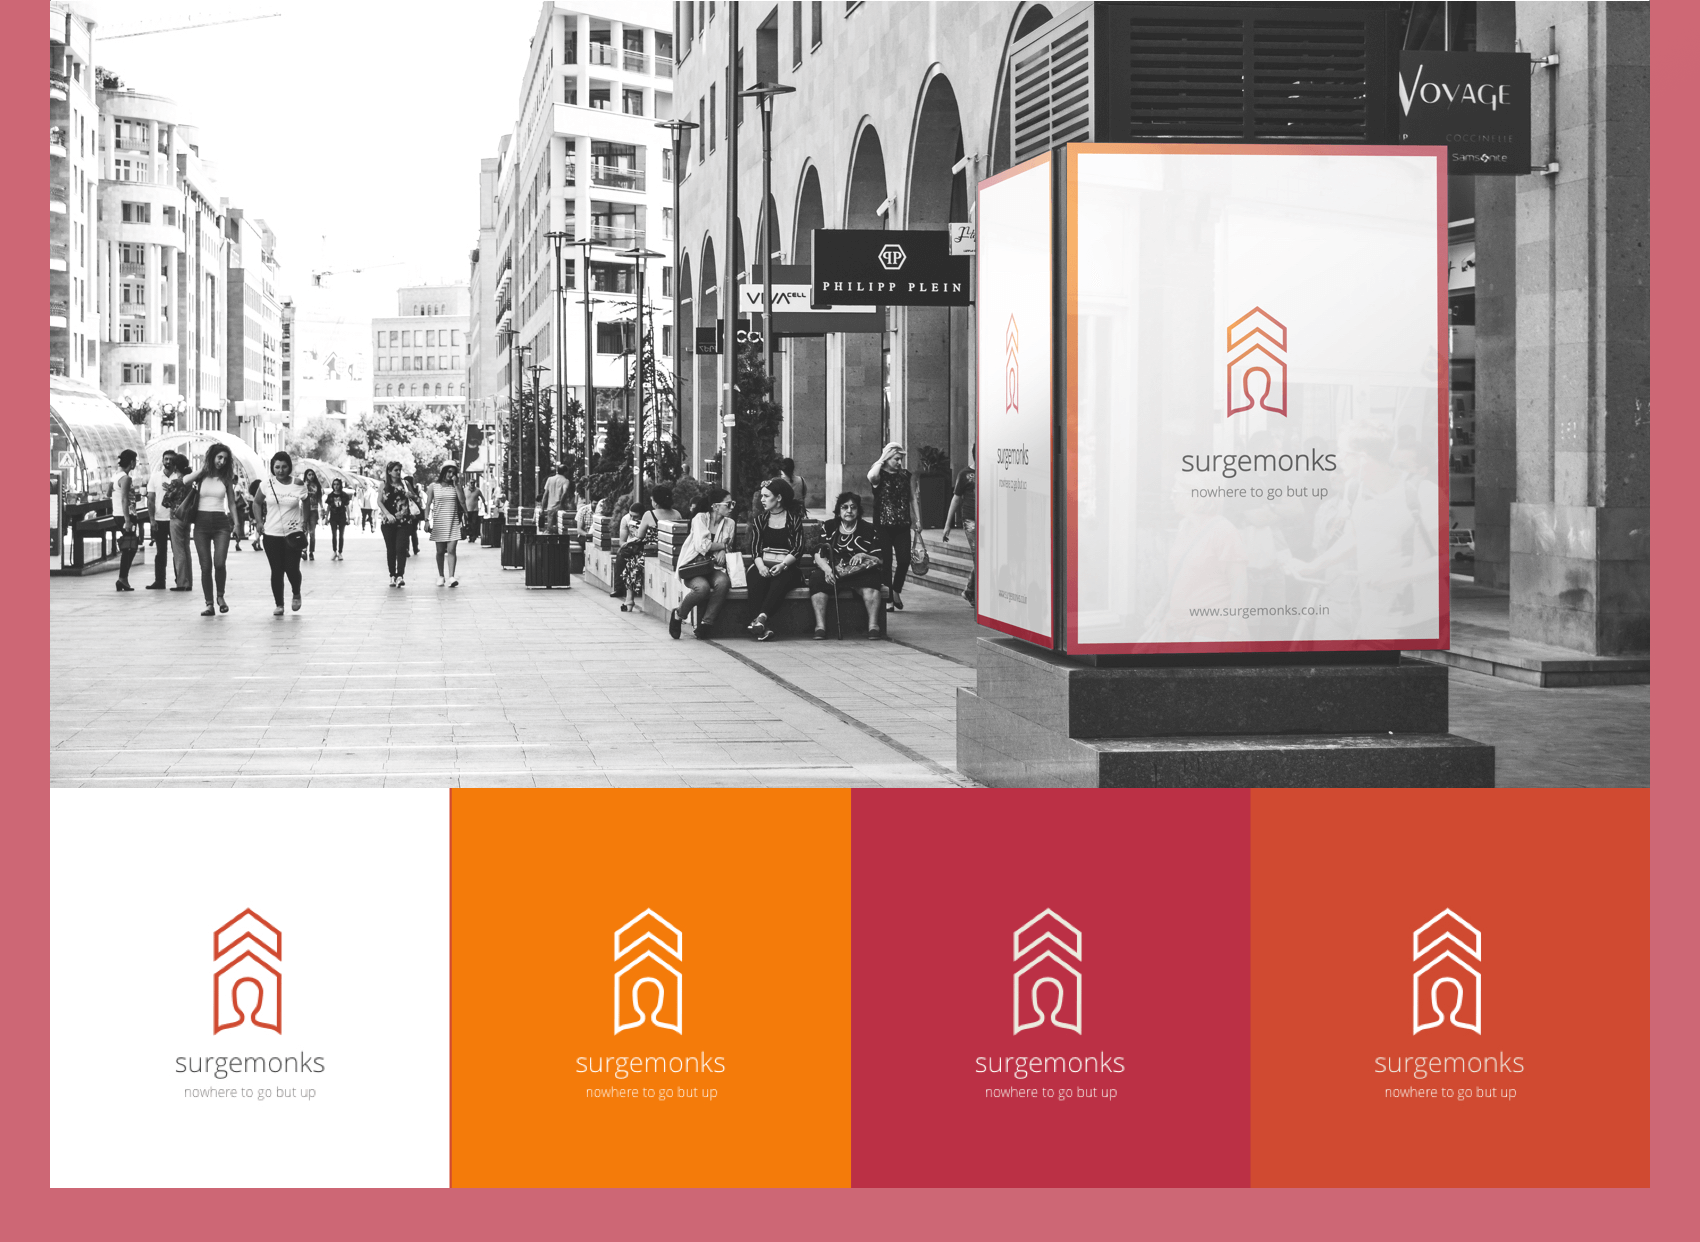 VOYAGE
COCCINELLE
Samsonite
PHILIPP PLEIN
VIVACELL
surgemonks
nowhere to go but up
www.surgemonks.co.in
surgemonks
surgemonks
nowhere to go but up
surgemonks
nowhere to go but up
surgemonks
nowhere to go but up
surgemonks
nowhere to go but up